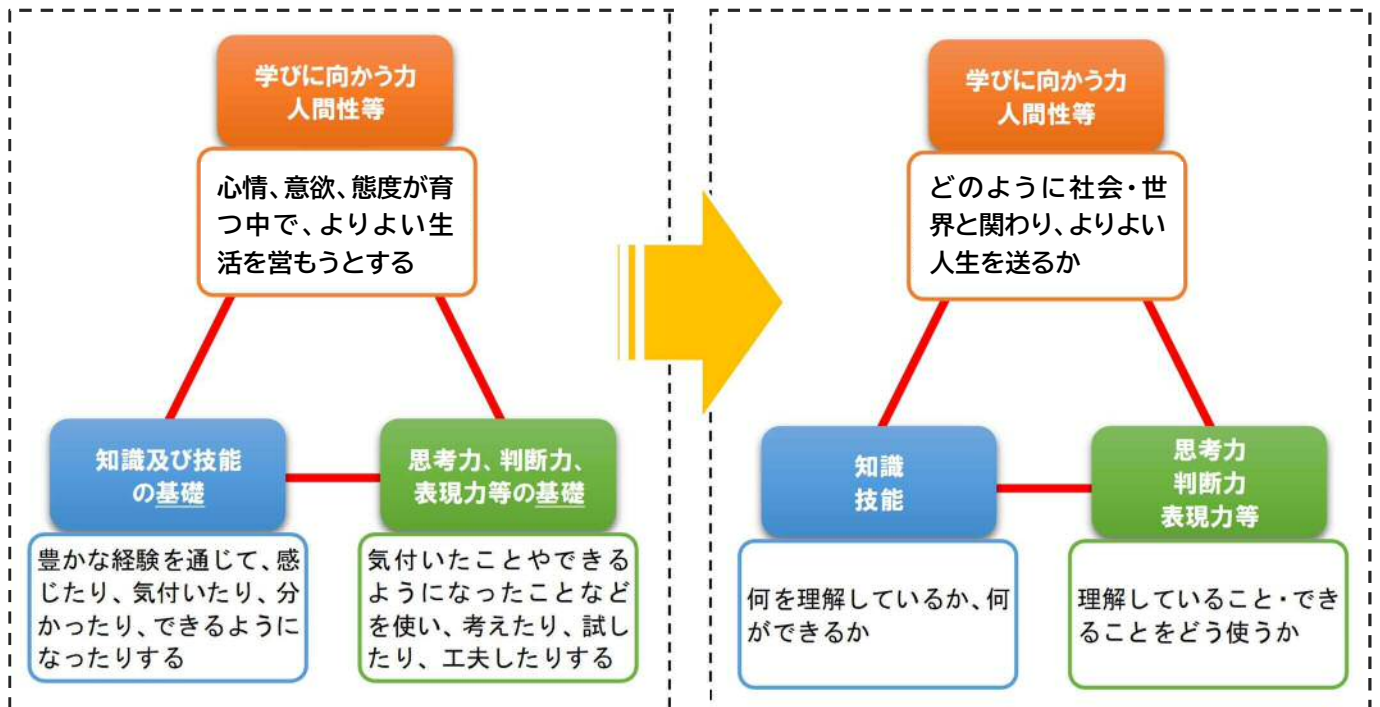 学びに向かう力
人間性等
心情、意欲、態度が育
つ中で、よりよい生
活を営もうとする
知識及び技能
の基礎
豊かな経験を通じて、感
じたり、気付いたり、分
かったり、できるように
なったりする
思考力、判断力、
表現力等の基礎
気付いたことやできる
ようになったことなど
を使い、考えたり、試し
たり、工夫したりする
学びに向かう力
人間性等
どのように社会・世
界と関わり、よりよい
人生を送るか
知識
技能
何を理解しているか、何
ができるか
思考力
判断力
表現力等
理解していること・でき
ることをどう使うか